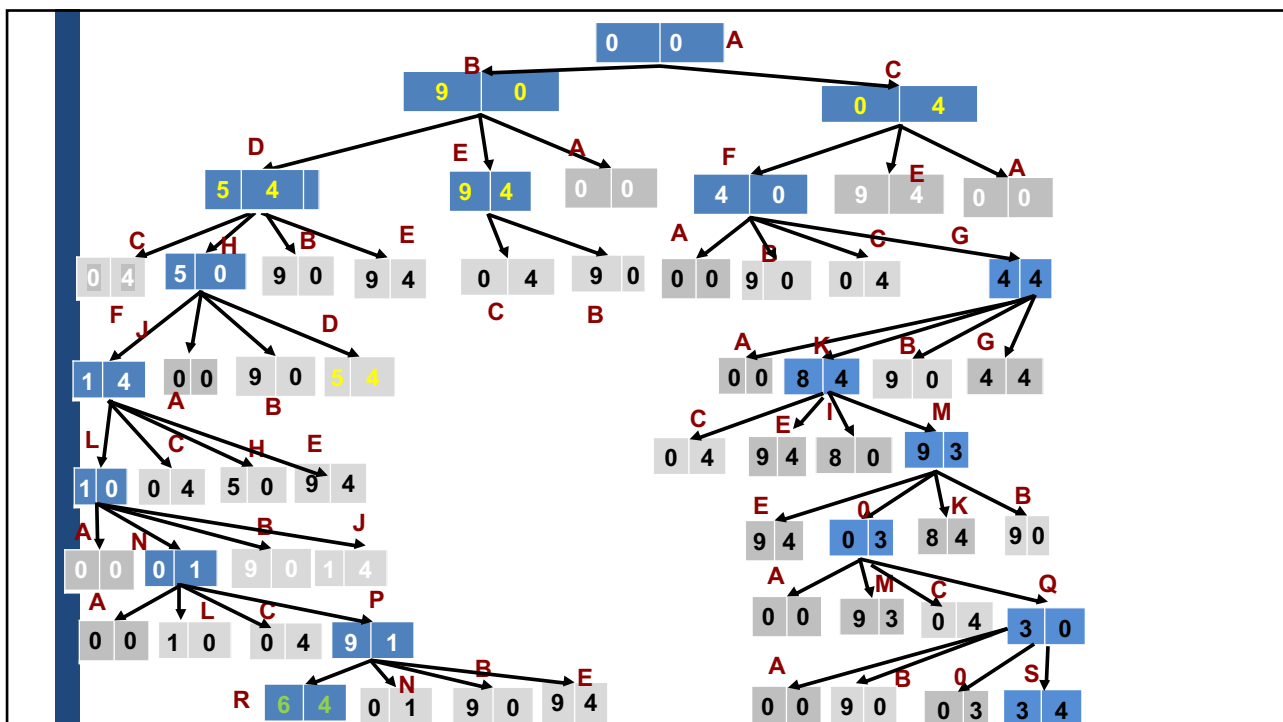 0 0 A
B C
9 0 0 4
D E A F E A
5 4 9 4 0 0 4 0 9 4 0 0
C H B E A B C G
0 4 5 0 9 0 9 4 0 4 9 0 0 0 9 0 0 4 4 4
F J D C B
A K B G
1 4 0 0 9 0 5 4 0 0 8 4 9 0 4 4
A B
L C H E C E I M
1 0 0 4 5 0 9 4 0 4 9 4 8 0 9 3
A N B J E 0 K B
0 0 0 1 9 0 1 4 9 4 0 3 8 4 9 0
A L C P A M C Q
0 0 1 0 0 4 9 1 0 0 9 3 0 4 3 0
R N B E A B 0 S
6 4 0 1 9 0 9 4 0 0 9 0 0 3 3 4